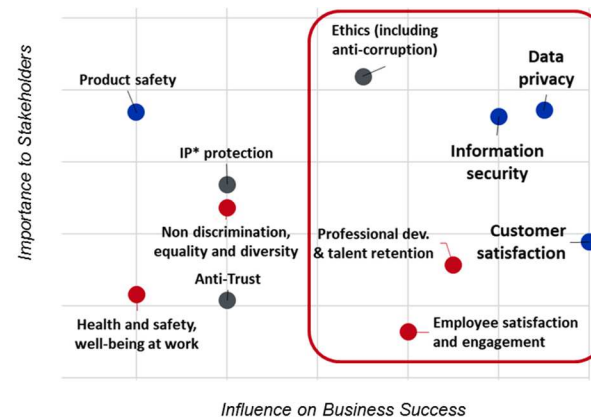 Ethics (including
anti-corruption)
Data
privacy
Product safety
Information
security
IP* protection
Non discrimination,
equality and diversity
Professional dev.
& talent retention
Customer
satisfaction
Anti-Trust
Health and safety,
well-being at work
Employee satisfaction
and engagement
Importance to Stakeholders
Influence on Business Success